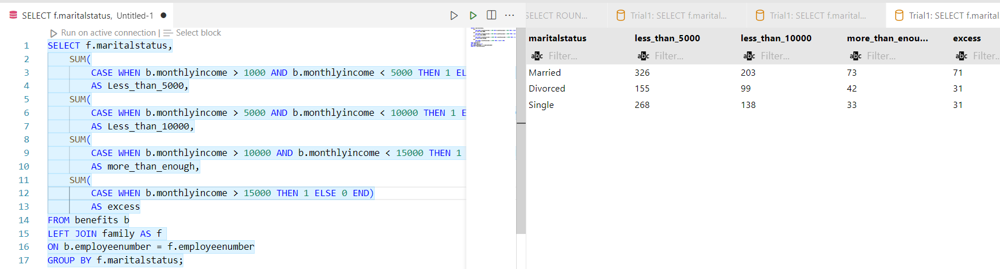 SELECT f.maritalstatus, Untitled-1
Run on active connection | Select block
1 SELECT f.maritalstatus,
2 SUM(
3 CASE WHEN b.monthlyincome > 1000 AND b.monthlyincome < 5000 THEN 1 EL
4 AS Less_than_5000,
5 SUM(
6 CASE WHEN b.monthlyincome > 5000 AND b.monthlyincome < 10000 THEN 1 E
7 AS Less_than_10000,
8 SUM(
9 CASE WHEN b.monthlyincome > 10000 AND b.monthlyincome < 15000 THEN 1
10 AS more_than_enough,
11 SUM(
12 CASE WHEN b.monthlyincome > 15000 THEN 1 ELSE 0 END)
13 AS excess
14 FROM benefits b
15 LEFT JOIN family AS f
16 ON b.employeenumber = f.employeenumber
17 GROUP BY f.maritalstatus;
SELECT ROUN... Trial1: SELECT f.marital... Trial1: SELECT f.marital... Trial1: SELECT f.marital
maritalstatus less_than_5000 less_than_10000 more_than_enou... excess
abc Filter... abc Filter... abc Filter... abc Filter... abc Filter..
Married 326 203 73 71
Divorced 155 99 42 31
Single 268 138 33 31